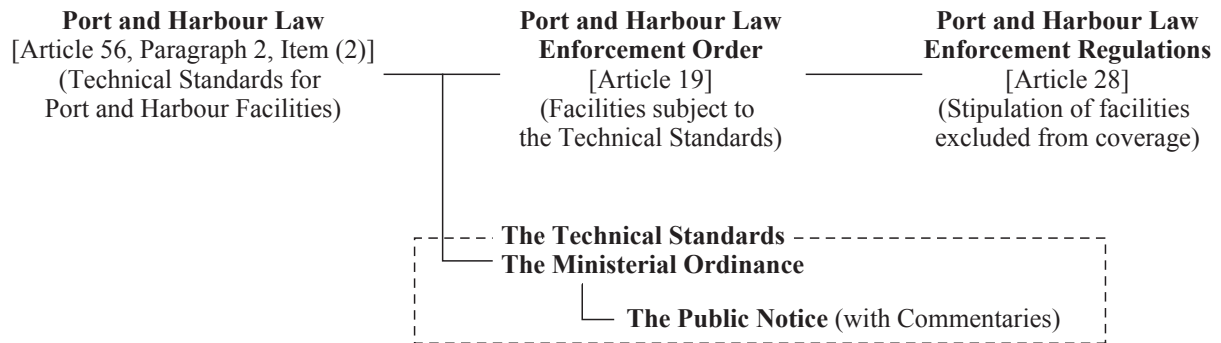 Port and Harbour Law
[Article 56, Paragraph 2, Item (2)]
(Technical Standards for
Port and Harbour Facilities)
Port and Harbour Law
Enforcement Order
[Article 19]
(Facilities subject to
the Technical Standards)
Port and Harbour Law
Enforcement Regulations
[Article 28]
(Stipulation of facilities
excluded from coverage)
The Technical Standards
The Ministerial Ordinance
The Public Notice (with Commentaries)